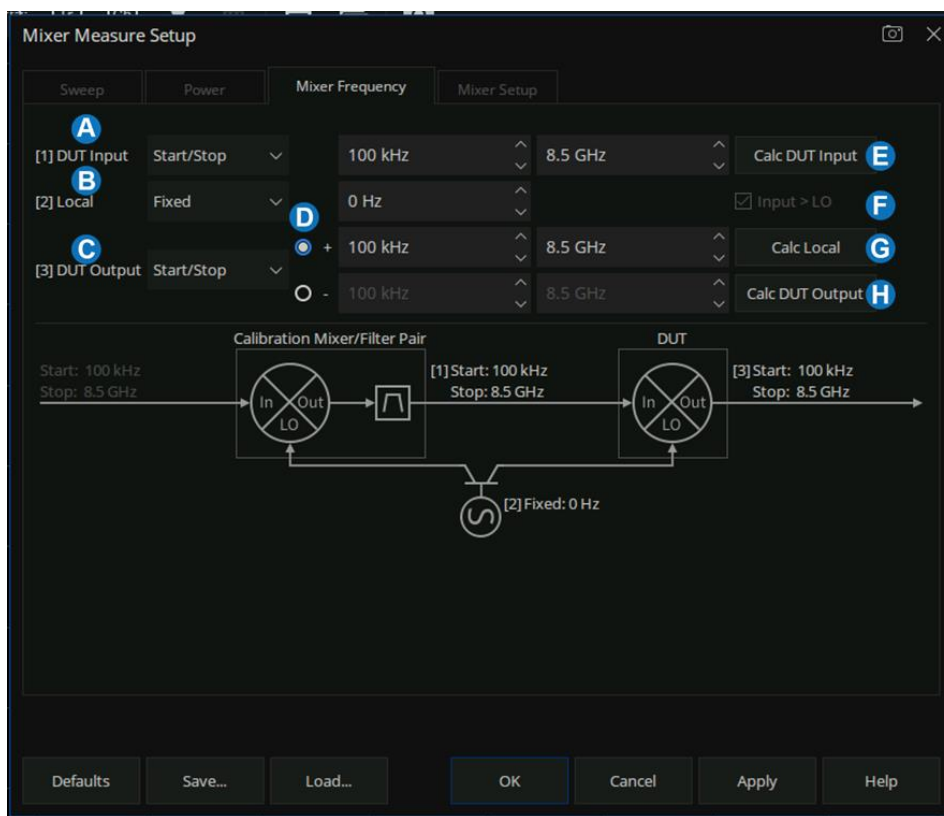 Mixer Measure Setup
Sweep Power Mixer Frequency Mixer Setup
A
[1] DUT Input Start/Stop 100 kHz 8.5 GHz Calc DUT Input E
B
[2] Local Fixed 0 Hz Input > LO F
D
C + 100 kHz 8.5 GHz Calc Local G
[3] DUT Output Start/Stop
- 100 kHz 8.5 GHz Calc DUT Output H
Calibration Mixer/Filter Pair DUT
Start: 100 kHz [1] Start: 100 kHz [3] Start: 100 kHz
Stop: 8.5 GHz Stop: 8.5 GHz Stop: 8.5 GHz
In Out In Out
LO LO
[2] Fixed: 0 Hz
Defaults Save... Load... OK Cancel Apply Help